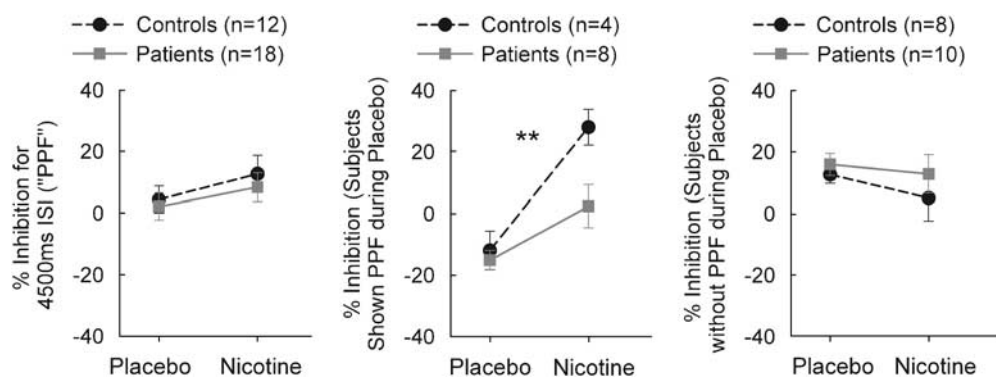 Controls (n=12)
Patients (n=18)
% Inhibition for
4500ms ISI ("PPF")
40
20
0
-20
-40
Placebo
Nicotine
Controls (n=4)
Patients (n=8)
% Inhibition (Subjects
Shown PPF during Placebo)
40
20
0
-20
-40
**
Placebo
Nicotine
Controls (n=8)
Patients (n=10)
% Inhibition (Subjects
without PPF during Placebo)
40
20
0
-20
-40
Placebo
Nicotine